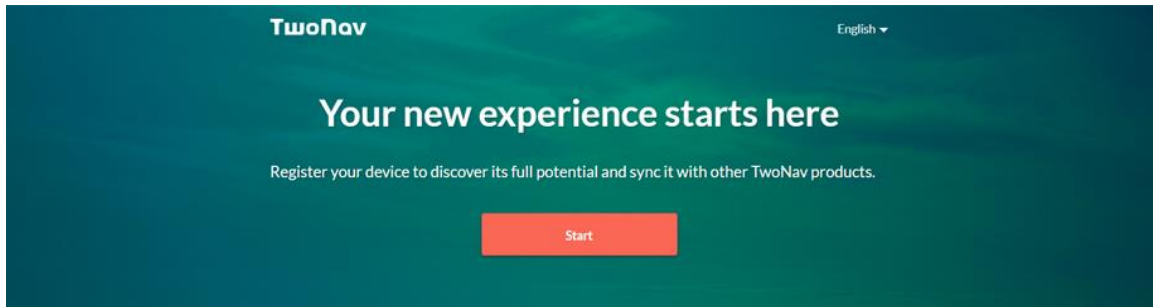 TwoNav
English
Your new experience starts here
Register your device to discover its full potential and sync it with other TwoNav products.
Start